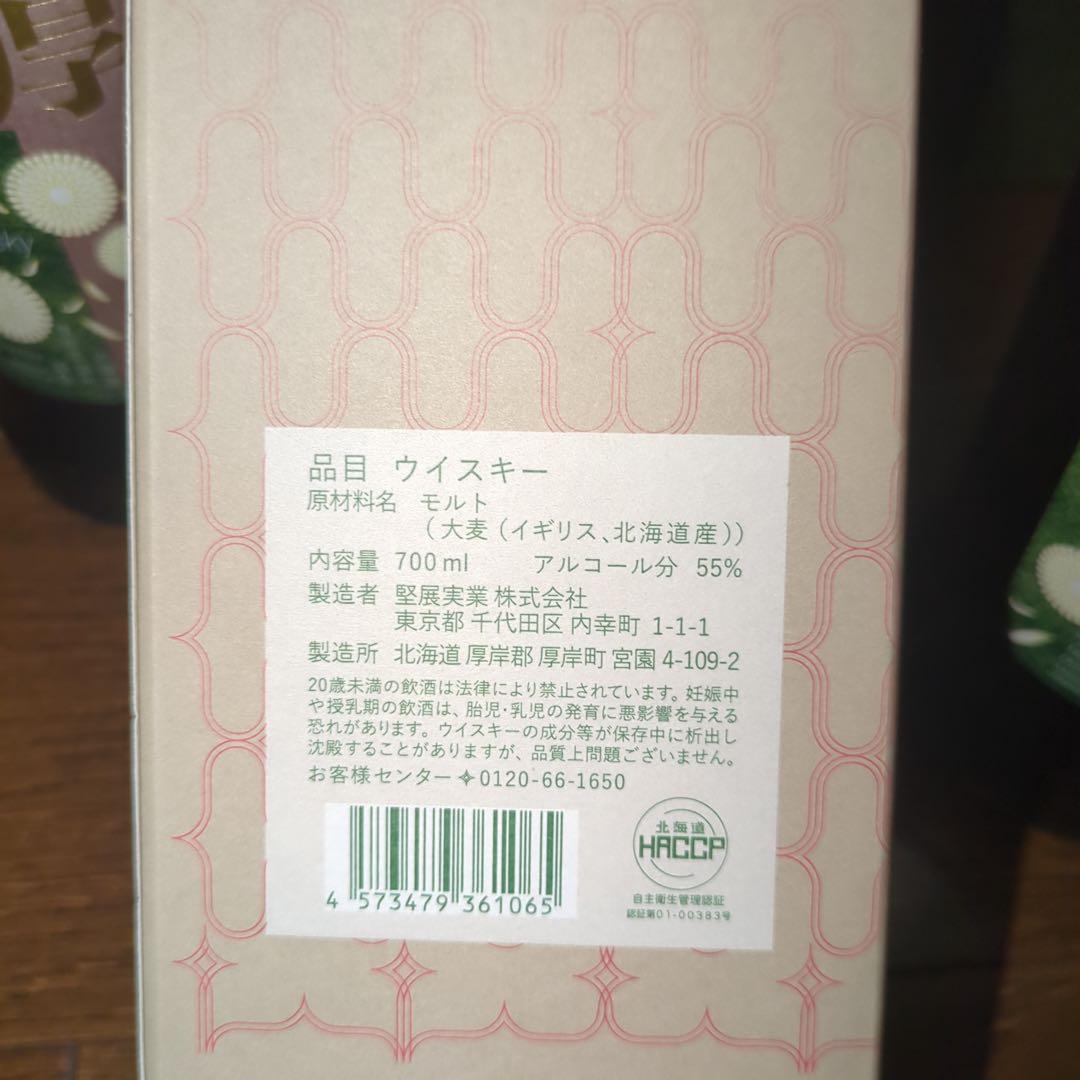 厚
品目 ウイスキー
原材料名 モルト
(大麦(イギリス、北海道産))
内容量 700ml アルコール分 55%
製造者 堅展実業 株式会社
東京都 千代田区 内幸町 1-1-1
製造所 北海道 厚岸郡 厚岸町 宮園 4-109-2
20歳未満の飲酒は法律により禁止されています。妊娠中
や授乳期の飲酒は、胎児・乳児の発育に悪影響を与える
恐れがあります。ウイスキーの成分等が保存中に析出し
沈殿することがありますが、品質上問題ございません。
お客様センター✧0120-66-1650
4 573479 361065
北海道
HACCP
自主衛生管理認証
認証第01-00383号